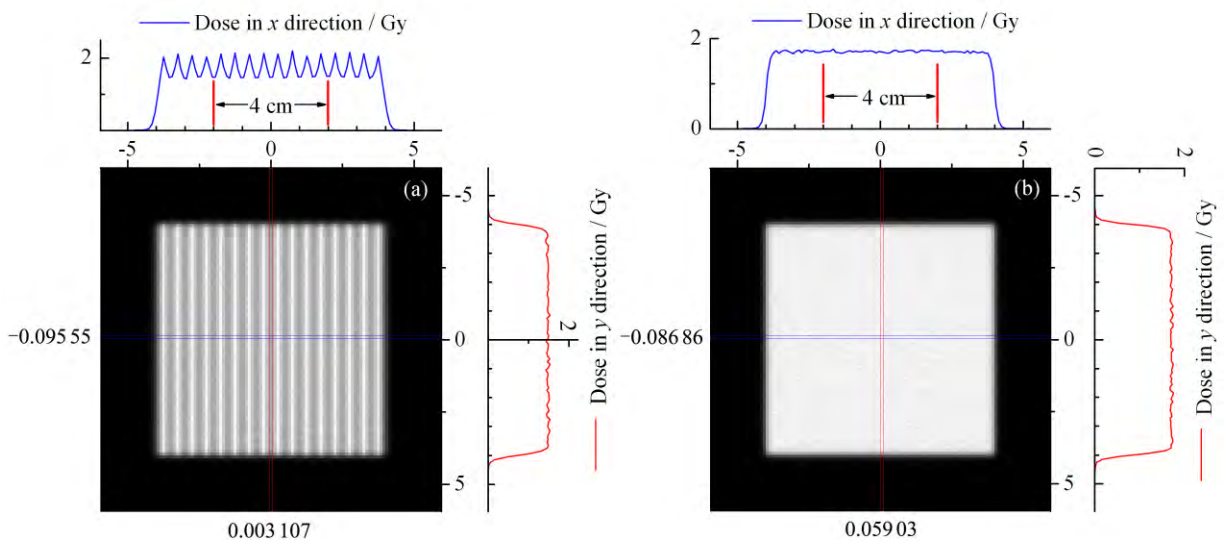 Dose in x direction / Gy
2
4 cm
-5
0
5
(a)
-5
0
5
2
Dose in y direction / Gy
−0.095 55
0.003 107
Dose in x direction / Gy
2
1
0
4 cm
-5
0
5
(b)
-5
0
5
0
2
Dose in y direction / Gy
−0.086 86
0.059 03